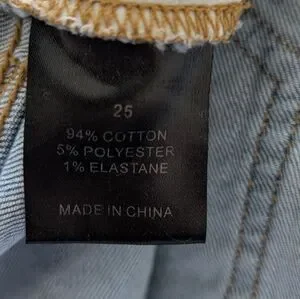 25
94% COTTON
5% POLYESTER
1% ELASTANE
MADE IN CHINA